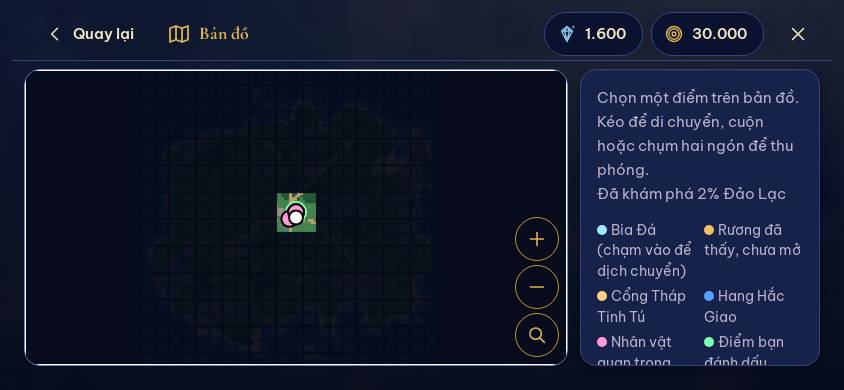 Quay lại
Bản đồ
1.600
30.000
Chọn một điểm trên bản đồ.
Kéo để di chuyển, cuộn
hoặc chụm hai ngón để thu
phóng.
Đã khám phá 2% Đảo Lạc
Bia Đá
(chạm vào để
dịch chuyển)
Rương đã
thấy, chưa mở
Cổng Tháp
Tinh Tú
Hang Hắc
Giao
Nhân vật
quan trọng
Điểm bạn
đánh dấu